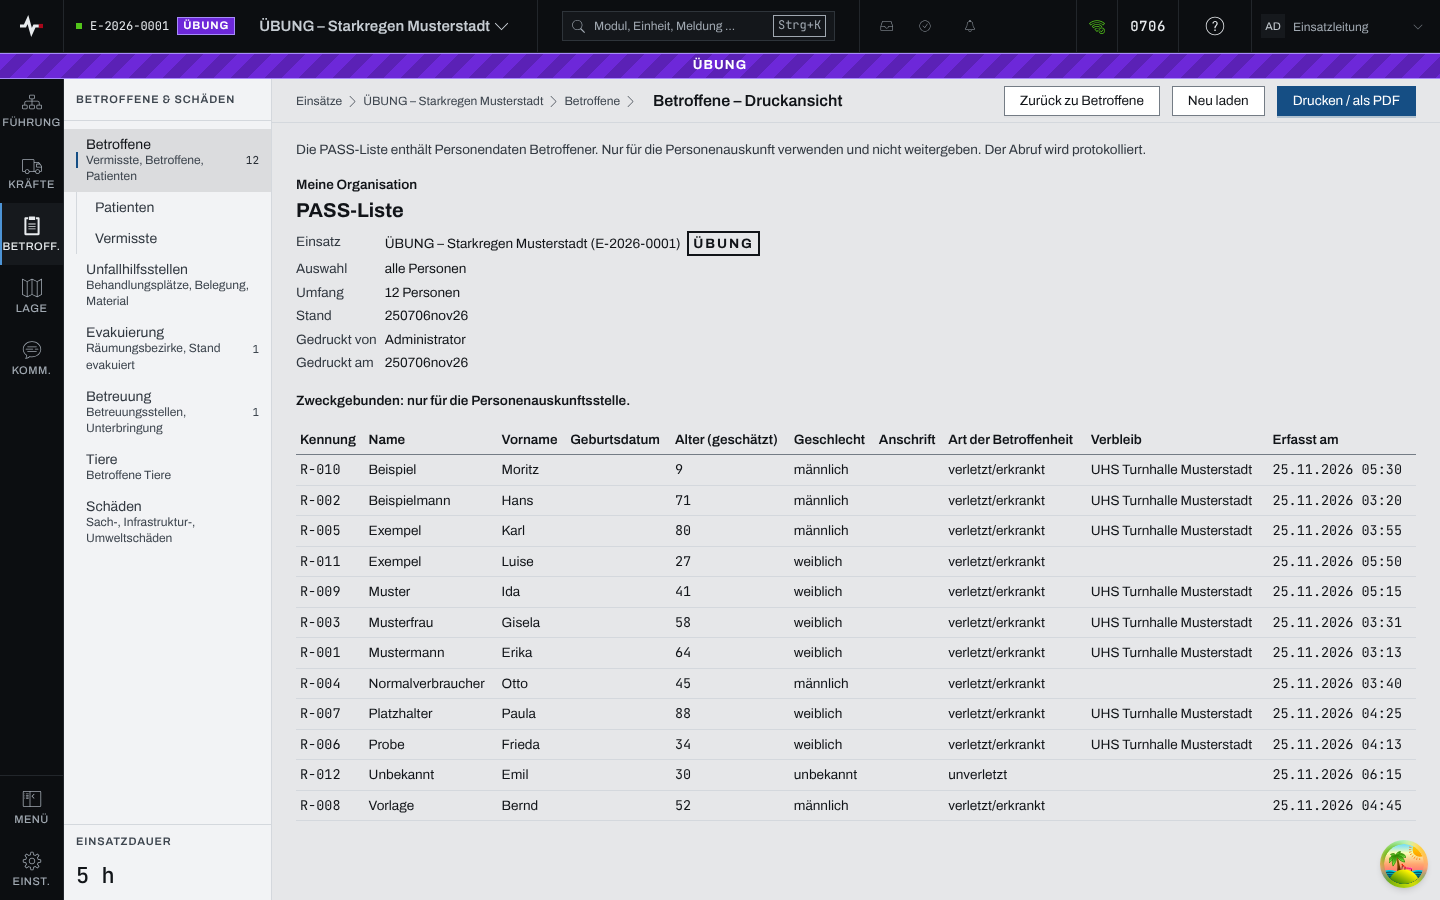 E-2026-0001 ÜBUNG ÜBUNG – Starkregen Musterstadt Modul, Einheit, Meldung ... Strg+K 0706 ? AD Einsatzleitung
ÜBUNG
FÜHRUNG
KRÄFTE
BETROFF.
LAGE
KOMM.
MENÜ
EINST.
BETROFFENE & SCHÄDEN
Betroffene
Vermisste, Betroffene, 12
Patienten
Patienten
Vermisste
Unfallhilfsstellen
Behandlungsplätze, Belegung,
Material
Evakuierung
Räumungsbezirke, Stand 1
evakuiert
Betreuung
Betreuungsstellen, 1
Unterbringung
Tiere
Betroffene Tiere
Schäden
Sach-, Infrastruktur-,
Umweltschäden
EINSATZDAUER
5 h
Einsätze ÜBUNG – Starkregen Musterstadt Betroffene Betroffene – Druckansicht Zurück zu Betroffene Neu laden Drucken / als PDF
Die PASS-Liste enthält Personendaten Betroffener. Nur für die Personenauskunft verwenden und nicht weitergeben. Der Abruf wird protokolliert.
Meine Organisation
PASS-Liste
Einsatz ÜBUNG – Starkregen Musterstadt (E-2026-0001) ÜBUNG
Auswahl alle Personen
Umfang 12 Personen
Stand 250706nov26
Gedruckt von Administrator
Gedruckt am 250706nov26
Zweckgebunden: nur für die Personenauskunftsstelle.
Kennung Name Vorname Geburtsdatum Alter (geschätzt) Geschlecht Anschrift Art der Betroffenheit Verbleib Erfasst am
R-010 Beispiel Moritz 9 männlich verletzt/erkrankt UHS Turnhalle Musterstadt 25.11.2026 05:30
R-002 Beispielmann Hans 71 männlich verletzt/erkrankt UHS Turnhalle Musterstadt 25.11.2026 03:20
R-005 Exempel Karl 80 männlich verletzt/erkrankt UHS Turnhalle Musterstadt 25.11.2026 03:55
R-011 Exempel Luise 27 weiblich verletzt/erkrankt 25.11.2026 05:50
R-009 Muster Ida 41 weiblich verletzt/erkrankt UHS Turnhalle Musterstadt 25.11.2026 05:15
R-003 Musterfrau Gisela 58 weiblich verletzt/erkrankt UHS Turnhalle Musterstadt 25.11.2026 03:31
R-001 Mustermann Erika 64 weiblich verletzt/erkrankt UHS Turnhalle Musterstadt 25.11.2026 03:13
R-004 Normalverbraucher Otto 45 männlich verletzt/erkrankt 25.11.2026 03:40
R-007 Platzhalter Paula 88 weiblich verletzt/erkrankt UHS Turnhalle Musterstadt 25.11.2026 04:25
R-006 Probe Frieda 34 weiblich verletzt/erkrankt UHS Turnhalle Musterstadt 25.11.2026 04:13
R-012 Unbekannt Emil 30 unbekannt unverletzt 25.11.2026 06:15
R-008 Vorlage Bernd 52 männlich verletzt/erkrankt 25.11.2026 04:45